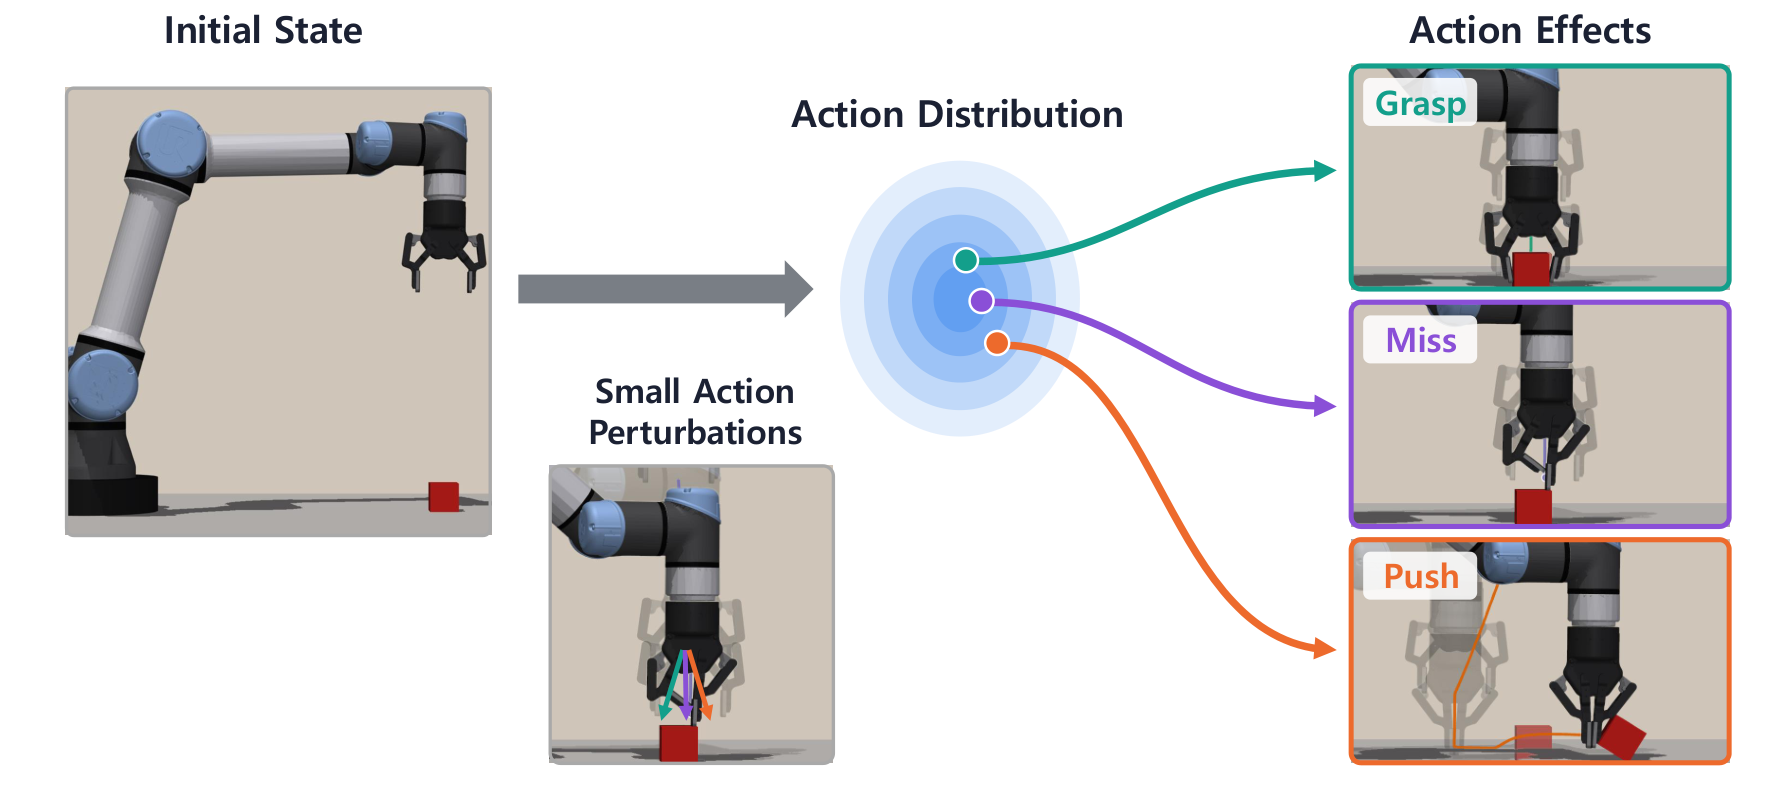 Initial State
Action Distribution
Small Action
Perturbations
Action Effects
Grasp
Miss
Push